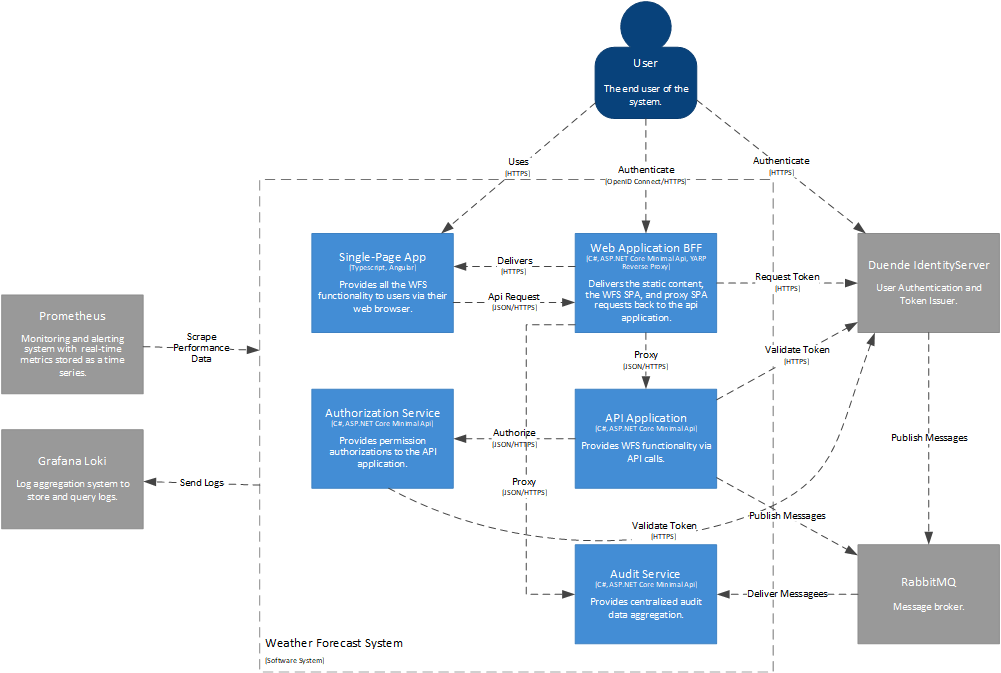 User
The end user of the
system.
Uses
[HTTPS]
Authenticate
[OpenID Connect/HTTPS]
Authenticate
[HTTPS]
Single-Page App
[Typescript, Angular]
Provides all the WFS
functionality to users via their
web browser.
Delivers
[HTTPS]
Api Request
[JSON/HTTPS]
Web Application BFF
[C#, ASP.NET Core Minimal Api, YARP
Reverse Proxy]
Delivers the static content,
the WFS SPA, and proxy SPA
requests back to the api
application.
Request Token
[HTTPS]
Duende IdentityServer
User Authentication and
Token Issuer.
Prometheus
Monitoring and alerting
system with real-time
metrics stored as a time
series.
Scrape
Performance
Data
Proxy
[JSON/HTTPS]
Validate Token
[HTTPS]
Authorization Service
[C#, ASP.NET Core Minimal Api]
Provides permission
authorizations to the API
application.
Authorize
[JSON/HTTPS]
API Application
[C#, ASP.NET Core Minimal Api]
Provides WFS functionality via
API calls.
Publish Messages
Grafana Loki
Log aggregation system to
store and query logs.
Send Logs
Proxy
[JSON/HTTPS]
Validate Token
[HTTPS]
Publish Messages
Audit Service
[C#, ASP.NET Core Minimal Api]
Provides centralized audit
data aggregation.
Deliver Messagees
RabbitMQ
Message broker.
Weather Forecast System
[Software System]